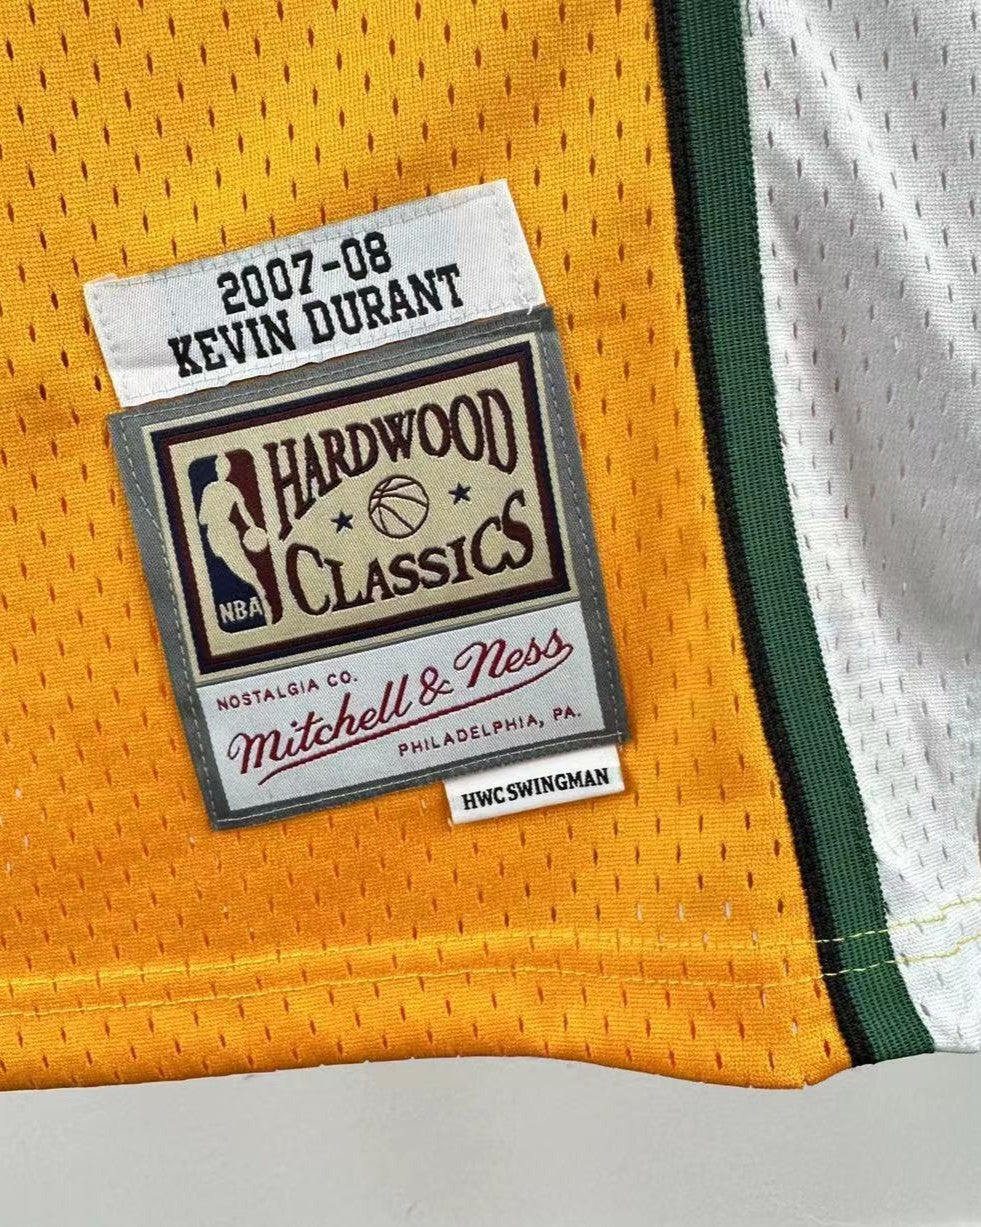 2007-08
KEVIN DURANT
HARDWOOD
CLASSICS
NBA
NOSTALGIA CO.
Mitchell & Ness
PHILADELPHIA, PA.
HWC SWINGMAN